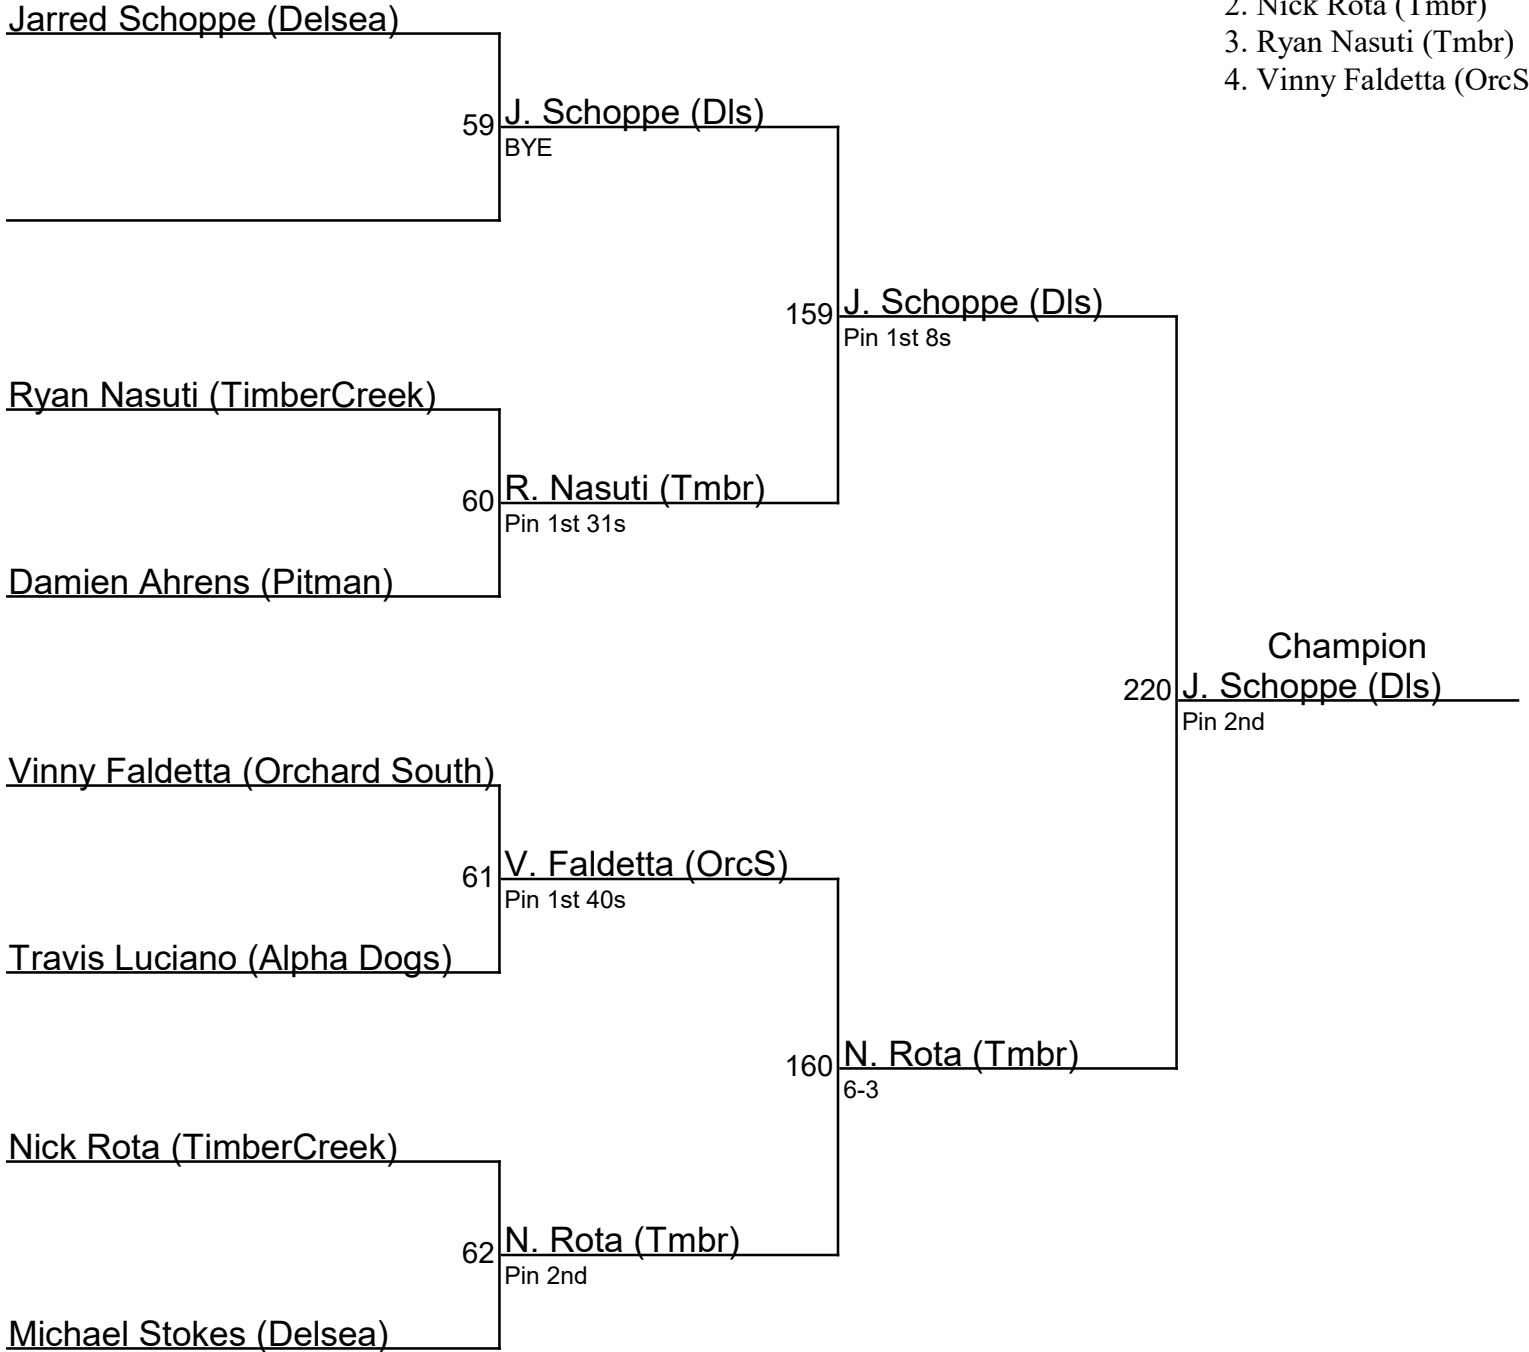 Jarred Schoppe (Delsea)
2. Nick Rota (Tmbr)
3. Ryan Nasuti (Tmbr)
4. Vinny Faldetta (OrcS
59 J. Schoppe (Dls)
BYE
159 J. Schoppe (Dls)
Pin 1st 8s
Ryan Nasuti (TimberCreek)
60 R. Nasuti (Tmbr)
Pin 1st 31s
Damien Ahrens (Pitman)
Champion
220 J. Schoppe (Dls)
Pin 2nd
Vinny Faldetta (Orchard South)
61 V. Faldetta (OrcS)
Pin 1st 40s
Travis Luciano (Alpha Dogs)
160 N. Rota (Tmbr)
6-3
Nick Rota (TimberCreek)
62 N. Rota (Tmbr)
Pin 2nd
Michael Stokes (Delsea)